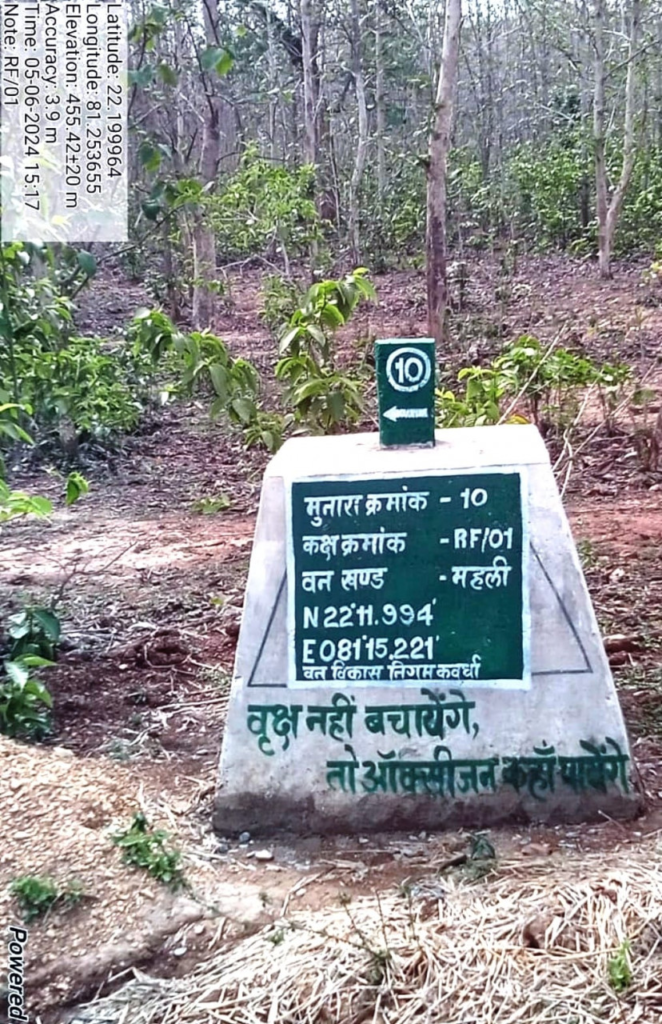 Latitude: 22.199964
Longitude: 81.253655
Elevation: 455.42±20 m
Accuracy: 3.9 m
Time: 05-06-2024 15:17
Note: RF/01
10
मुनारा क्रमांक - 10
कक्ष क्रमांक - RF/01
वन खण्ड - महली
N 22°11.994'
E 081°15.221'
वन विकास निगम कवर्धा
वृक्ष नहीं बचायेंगे,
तो ऑक्सीजन कहाँ पायेंगे
Powered